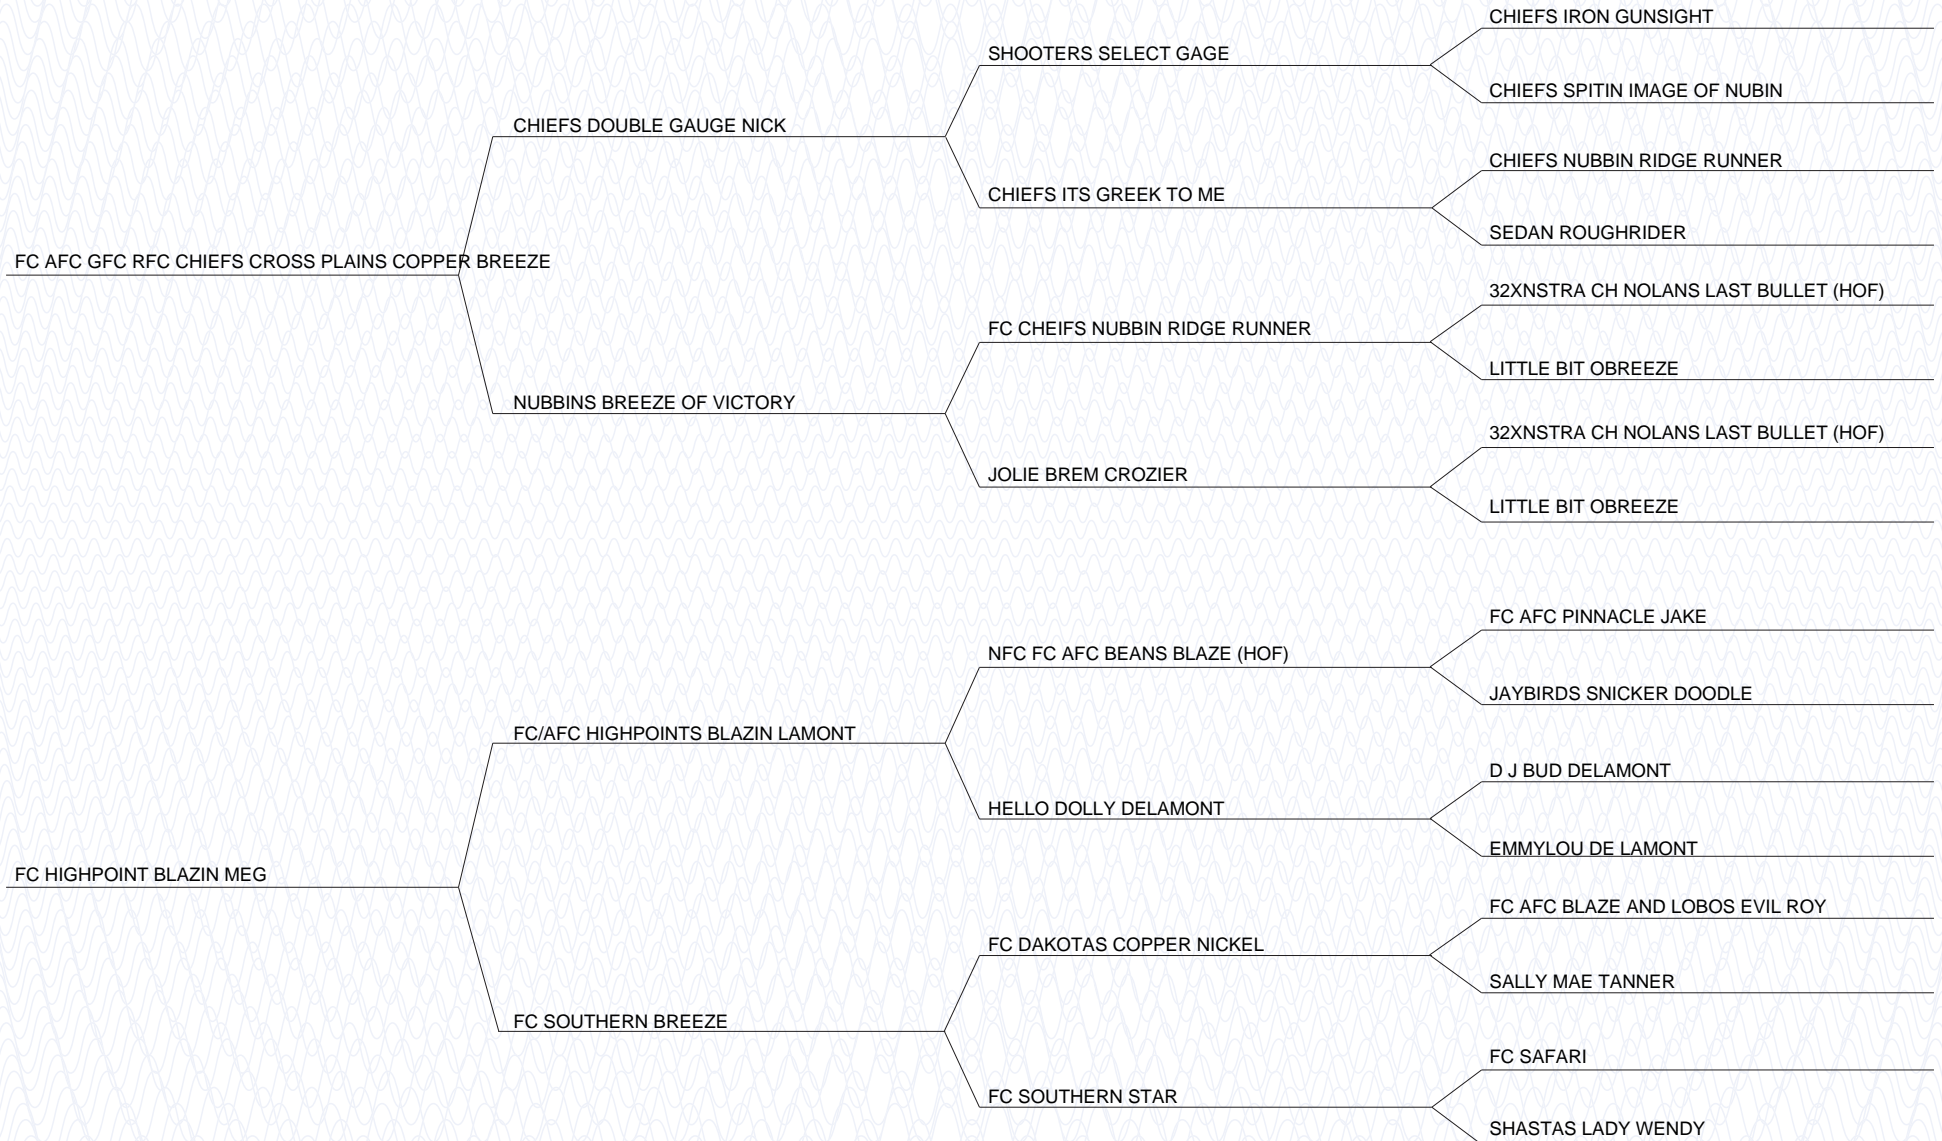 CHIEFS IRON GUNSIGHT
SHOOTERS SELECT GAGE
CHIEFS SPITIN IMAGE OF NUBIN
CHIEFS DOUBLE GAUGE NICK
CHIEFS NUBBIN RIDGE RUNNER
CHIEFS ITS GREEK TO ME
SEDAN ROUGHRIDER
FC AFC GFC RFC CHIEFS CROSS PLAINS COPPER BREEZE
32XNSTRA CH NOLANS LAST BULLET (HOF)
FC CHEIFS NUBBIN RIDGE RUNNER
LITTLE BIT OBREEZE
NUBBINS BREEZE OF VICTORY
32XNSTRA CH NOLANS LAST BULLET (HOF)
JOLIE BREM CROZIER
LITTLE BIT OBREEZE
FC AFC PINNACLE JAKE
NFC FC AFC BEANS BLAZE (HOF)
JAYBIRDS SNICKER DOODLE
FC/AFC HIGHPOINTS BLAZIN LAMONT
D J BUD DELAMONT
HELLO DOLLY DELAMONT
EMMYLOU DE LAMONT
FC HIGHPOINT BLAZIN MEG
FC AFC BLAZE AND LOBOS EVIL ROY
FC DAKOTAS COPPER NICKEL
SALLY MAE TANNER
FC SOUTHERN BREEZE
FC SAFARI
FC SOUTHERN STAR
SHASTAS LADY WENDY